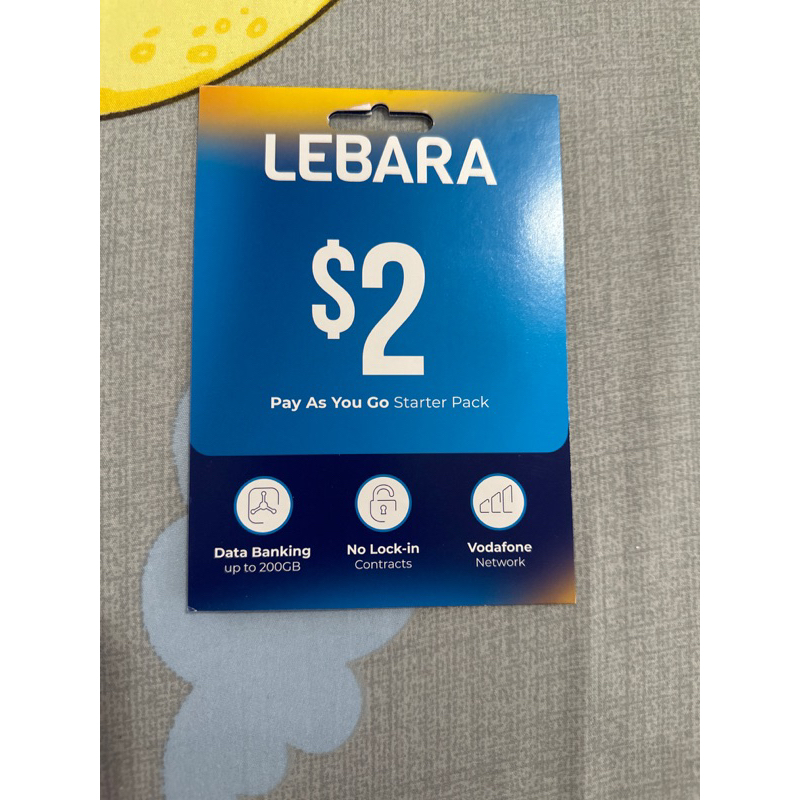 LEBARA
$2
Pay As You Go Starter Pack
Data Banking
up to 200GB
No Lock-in
Contracts
Vodafone
Network